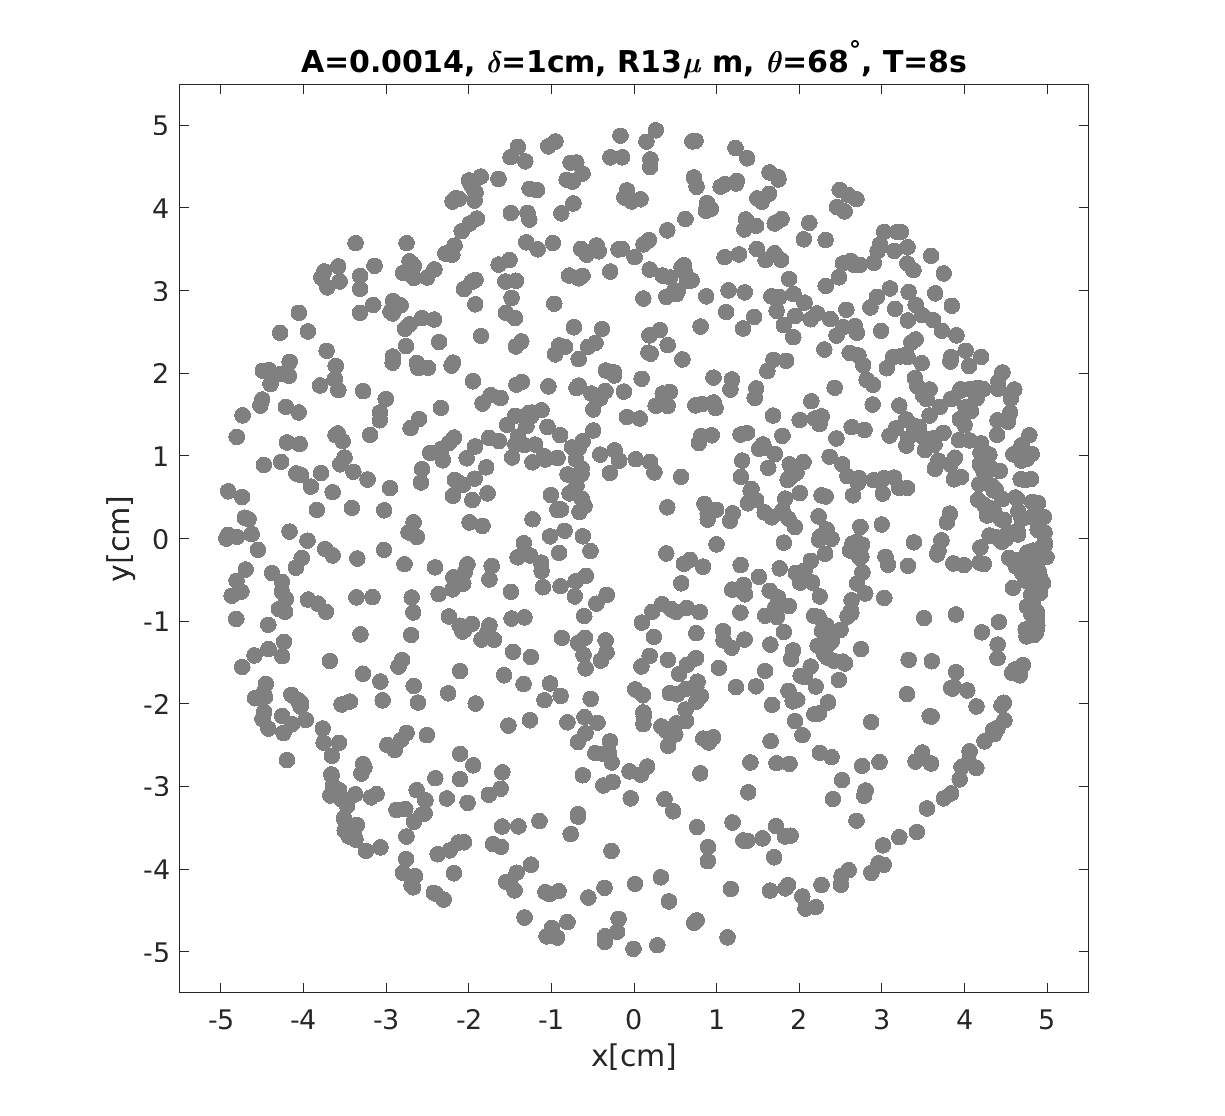 A=0.0014, δ=1cm, R13μ m, θ=68°, T=8s
5
4
3
2
1
0
-1
-2
-3
-4
-5
y[cm]
-5 -4 -3 -2 -1 0 1 2 3 4 5
x[cm]